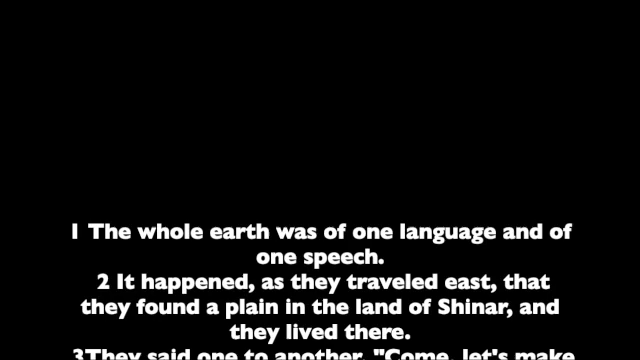 1 The whole earth was of one language and of
one speech.
2 It happened, as they traveled east, that
they found a plain in the land of Shinar, and
they lived there.
3They said one to another, "Come, let's make